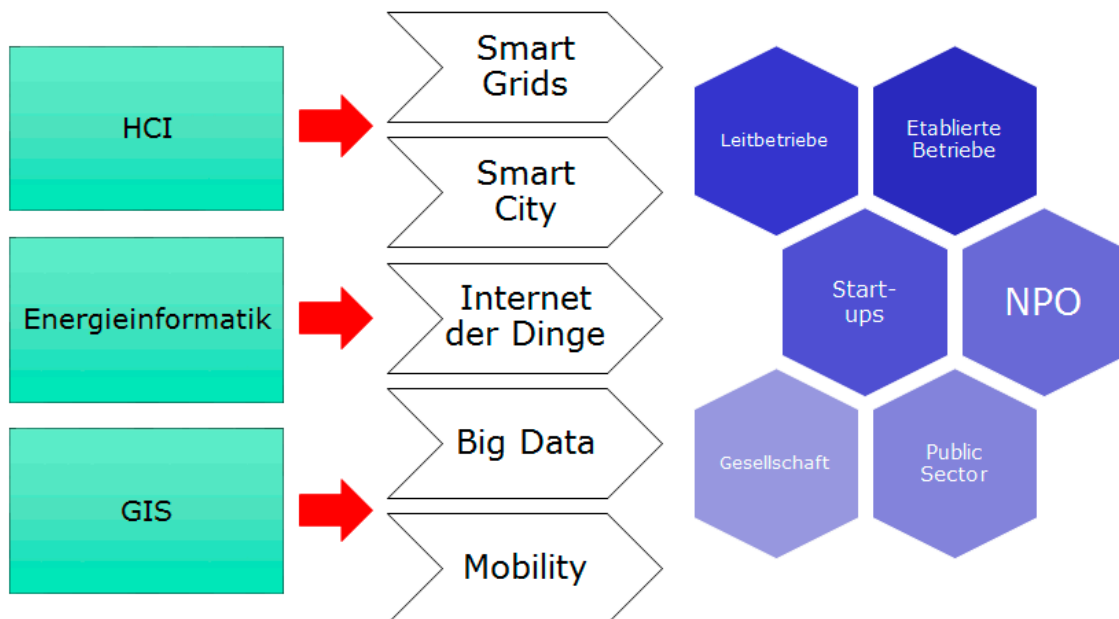 HCI
Energieinformatik
GIS
Smart
Grids
Smart
City
Internet
der Dinge
Big Data
Mobility
Leitbetriebe
Etablierte
Betriebe
Start-
ups
NPO
Gesellschaft
Public
Sector